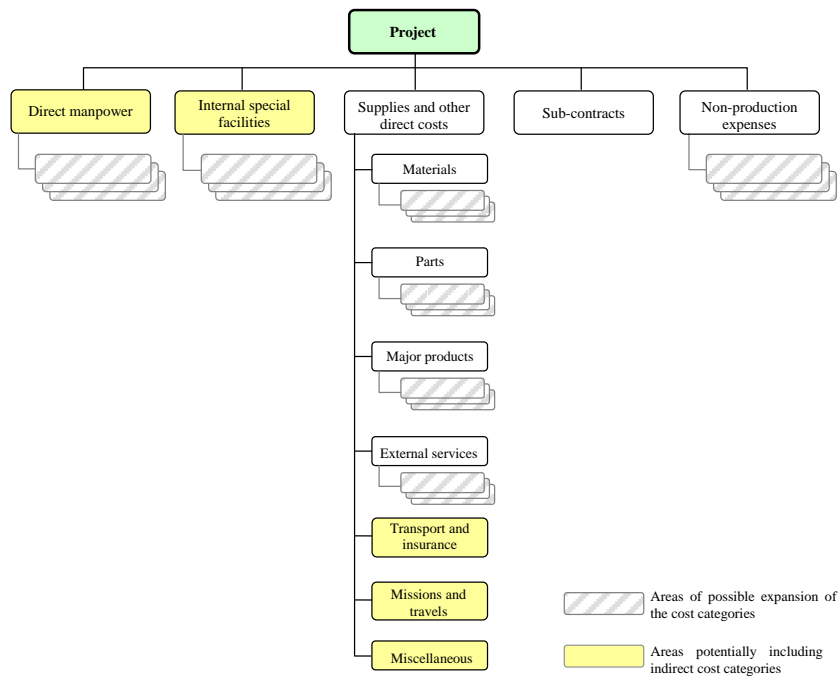 Project
Direct manpower
Internal special
facilities
Supplies and other
direct costs
Sub-contracts
Non-production
expenses
Materials
Parts
Major products
External services
Transport and
insurance
Missions and
travels
Miscellaneous
Areas of possible expansion of
the cost categories
Areas potentially including
indirect cost categories